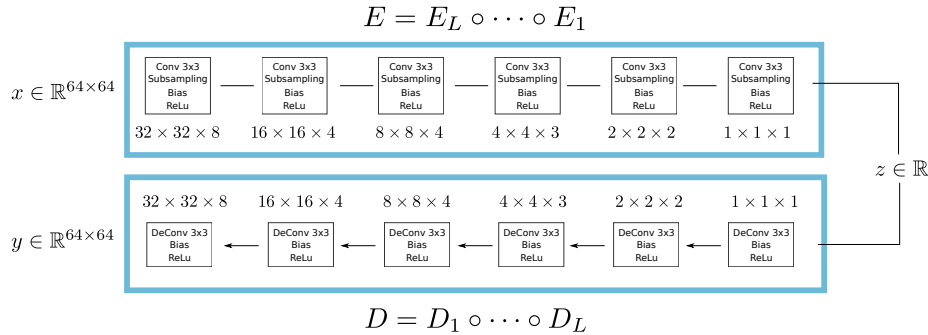 E = E_L ∘ ⋯ ∘ E_1
x ∈ ℝ^{64×64}
Conv 3x3
Subsampling
Bias
ReLu
Conv 3x3
Subsampling
Bias
ReLu
Conv 3x3
Subsampling
Bias
ReLu
Conv 3x3
Subsampling
Bias
ReLu
Conv 3x3
Subsampling
Bias
ReLu
Conv 3x3
Subsampling
Bias
ReLu
32 × 32 × 8
16 × 16 × 4
8 × 8 × 4
4 × 4 × 3
2 × 2 × 2
1 × 1 × 1
z ∈ ℝ
32 × 32 × 8
16 × 16 × 4
8 × 8 × 4
4 × 4 × 3
2 × 2 × 2
1 × 1 × 1
y ∈ ℝ^{64×64}
DeConv 3x3
Bias
ReLu
DeConv 3x3
Bias
ReLu
DeConv 3x3
Bias
ReLu
DeConv 3x3
Bias
ReLu
DeConv 3x3
Bias
ReLu
DeConv 3x3
Bias
ReLu
D = D_1 ∘ ⋯ ∘ D_L